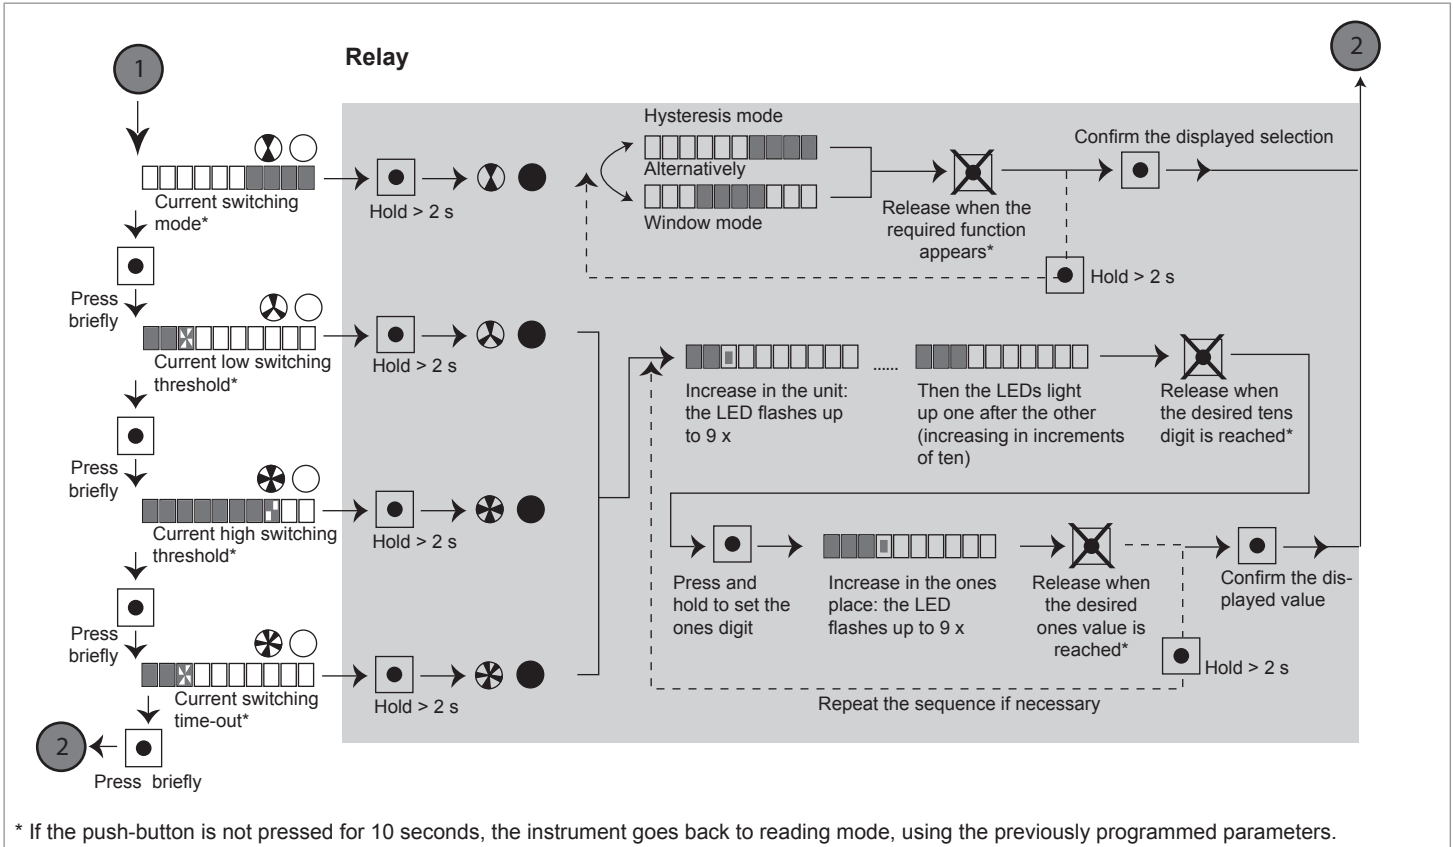 Relay
1
2
Hysteresis mode
Alternatively
Window mode
Confirm the displayed selection
Current switching
mode*
Hold > 2 s
Release when the
required function
appears*
Hold > 2 s
Press
briefly
Current low switching
threshold*
Hold > 2 s
......
Increase in the unit:
the LED flashes up
to 9 x
Then the LEDs light
up one after the other
(increasing in increments
of ten)
Release when
the desired tens
digit is reached*
Press
briefly
Current high switching
threshold*
Hold > 2 s
Press and
hold to set the
ones digit
Increase in the ones
place: the LED
flashes up to 9 x
Release when
the desired
ones value is
reached*
Confirm the dis-
played value
Hold > 2 s
Press
briefly
Current switching
time-out*
Hold > 2 s
Repeat the sequence if necessary
2
Press briefly
* If the push-button is not pressed for 10 seconds, the instrument goes back to reading mode, using the previously programmed parameters.